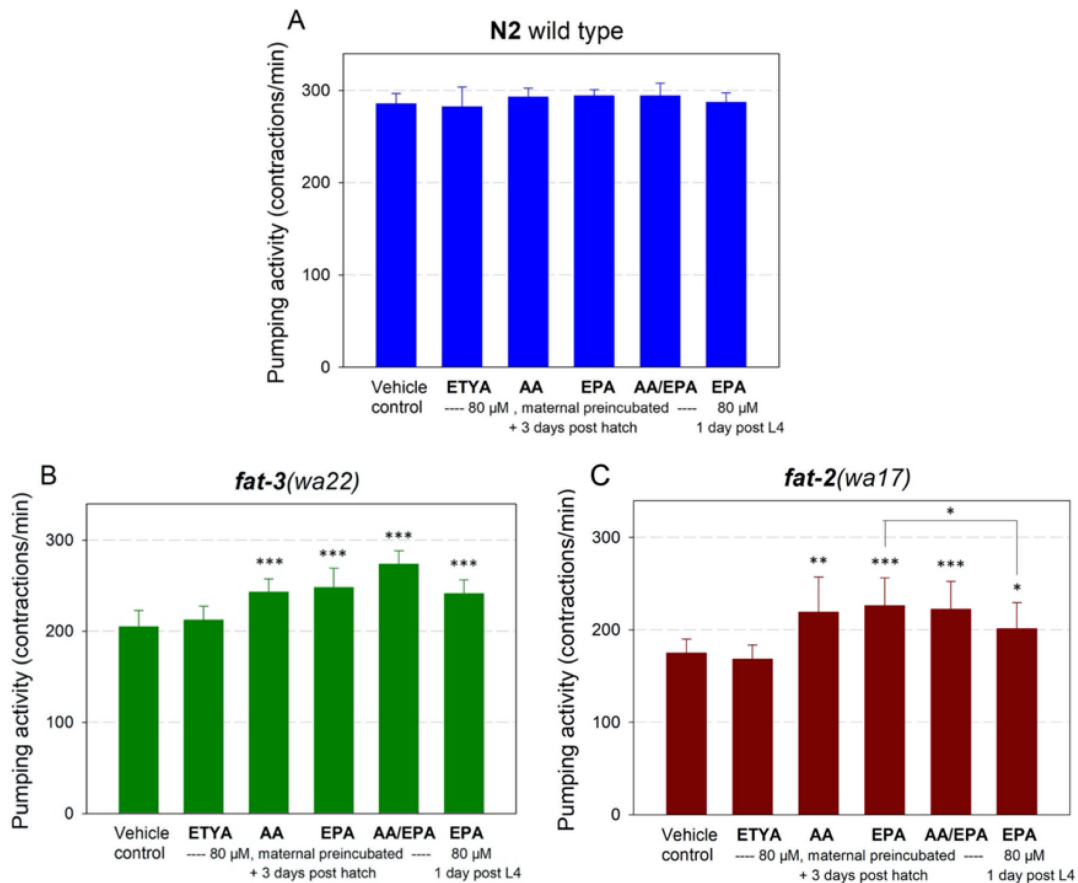 A
N2 wild type
Pumping activity (contractions/min)
300
200
100
0
Vehicle control
ETYA AA EPA AA/EPA EPA
---- 80 µM , maternal preincubated ----
+ 3 days post hatch
80 µM
1 day post L4
B
fat-3(wa22)
Pumping activity (contractions/min)
300
200
100
0
*** *** *** ***
Vehicle control
ETYA AA EPA AA/EPA EPA
---- 80 µM, maternal preincubated ----
+ 3 days post hatch
80 µM
1 day post L4
C
fat-2(wa17)
Pumping activity (contractions/min)
300
200
100
0
*
** *** *** *
Vehicle control
ETYA AA EPA AA/EPA EPA
---- 80 µM, maternal preincubated ----
+ 3 days post hatch
80 µM
1 day post L4